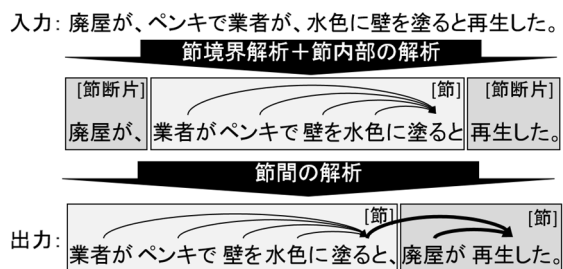 入力: 廃屋が、ペンキで業者が、水色に壁を塗ると再生した。
節境界解析+節内部の解析
[節断片] [節] [節断片]
廃屋が、 業者がペンキで 壁を水色に塗ると 再生した。
節間の解析
[節] [節]
出力: 業者が ペンキで 壁を水色に 塗ると、 廃屋が 再生した。